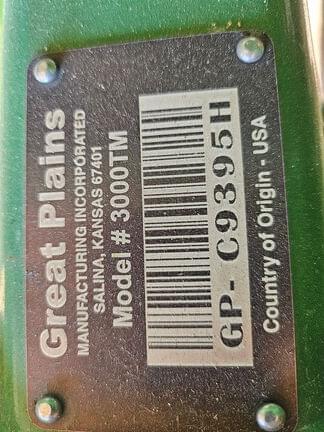 Great Plains
MANUFACTURING INCORPORATED
SALINA, KANSAS 67401
Model # 3000TM
GP- C9395H
Country of Origin - USA